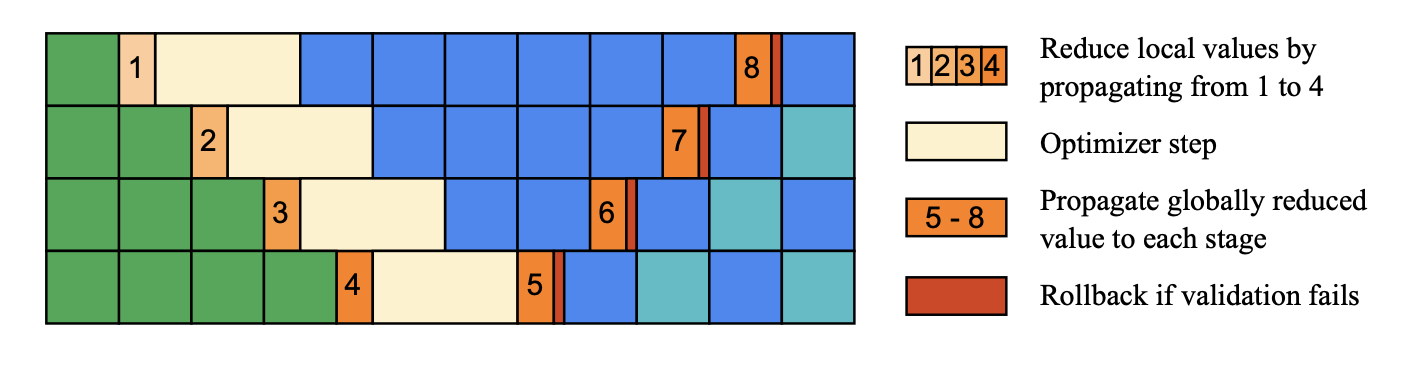 1
8
2
7
3
6
4
5
1 2 3 4
Reduce local values by
propagating from 1 to 4
Optimizer step
5 - 8
Propagate globally reduced
value to each stage
Rollback if validation fails